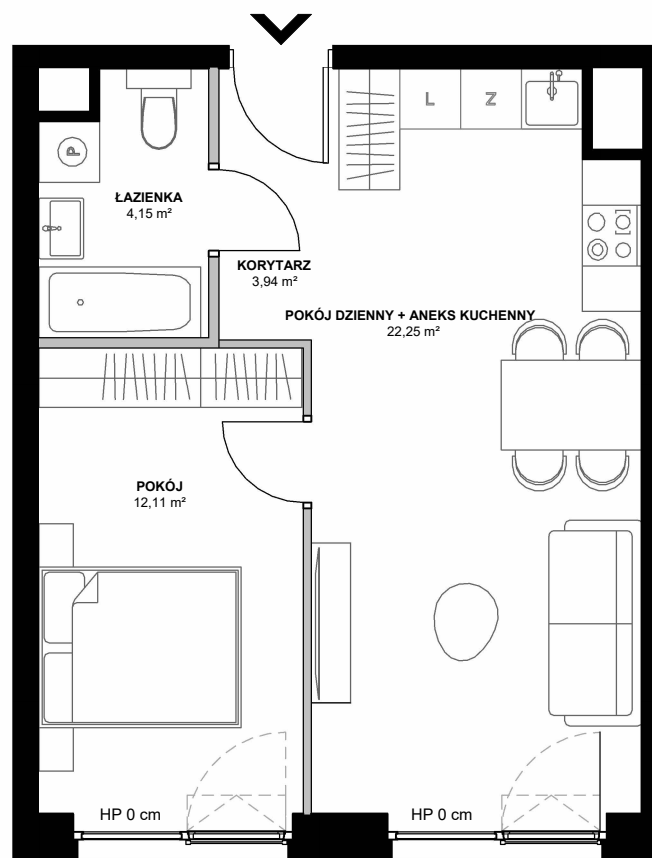 L
Z
P
ŁAZIENKA
4,15 m²
KORYTARZ
3,94 m²
POKÓJ DZIENNY + ANEKS KUCHENNY
22,25 m²
POKÓJ
12,11 m²
HP 0 cm
HP 0 cm